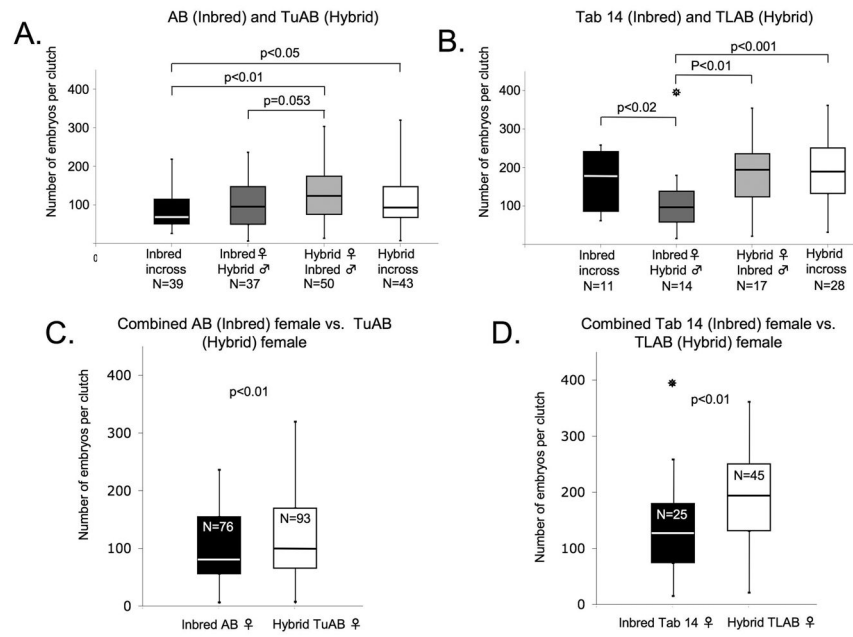 A.
AB (Inbred) and TuAB (Hybrid)
Number of embryos per clutch
400
300
200
100
0
p<0.05
p<0.01
p=0.053
Inbred incross N=39
Inbred♀ Hybrid ♂ N=37
Hybrid ♀ Inbred ♂ N=50
Hybrid incross N=43
B.
Tab 14 (Inbred) and TLAB (Hybrid)
Number of embryos per clutch
400
300
200
100
p<0.001
P<0.01
p<0.02
Inbred incross N=11
Inbred♀ Hybrid ♂ N=14
Hybrid ♀ Inbred ♂ N=17
Hybrid incross N=28
C.
Combined AB (Inbred) female vs. TuAB
(Hybrid) female
Number of embryos per clutch
400
300
200
100
0
p<0.01
N=76
N=93
Inbred AB ♀
Hybrid TuAB ♀
D.
Combined Tab 14 (Inbred) female vs.
TLAB (Hybrid) female
Number of embryos per clutch
400
300
200
100
0
p<0.01
N=25
N=45
Inbred Tab 14 ♀
Hybrid TLAB ♀